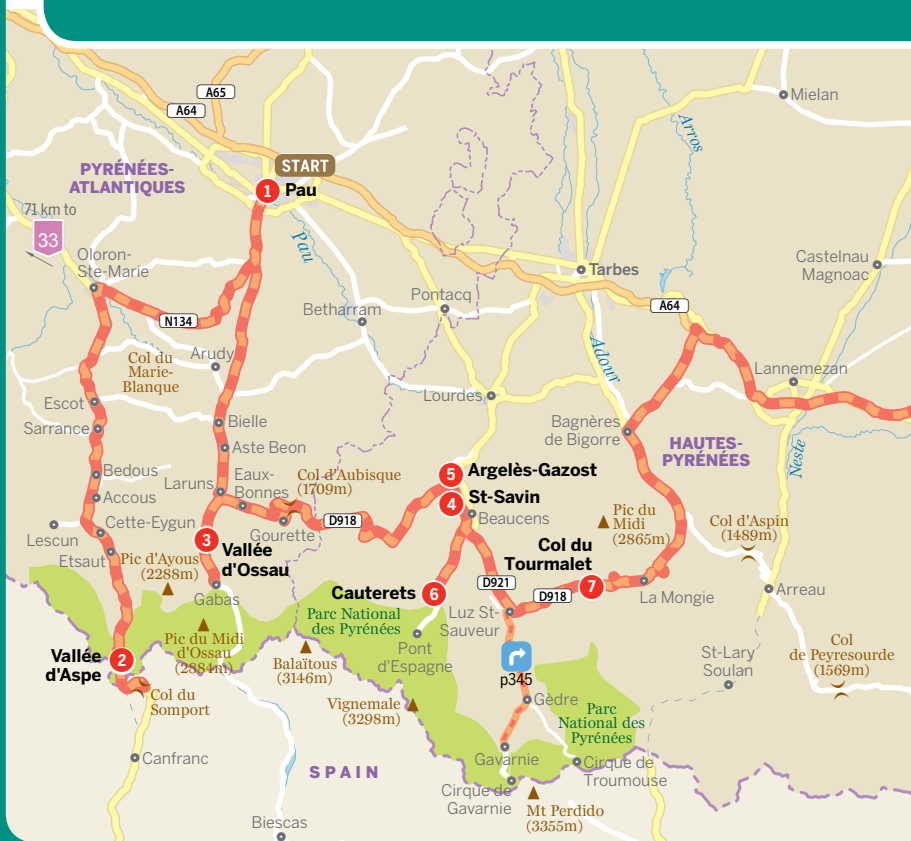 A65
A64
Mielan
Arros
PYRÉNÉES-
ATLANTIQUES
START
1 Pau
71 km to
33
Pau
Oloron-
Ste-Marie
Castelnau
Magnoac
Tarbes
Pontacq
A64
Betharram
N134
Adour
Col du
Marie-
Blanque
Arudy
Lannemezan
Lourdes
Escot
Sarrance
Bielle
Bagnères
de Bigorre
HAUTES-
PYRÉNÉES
Neste
Aste Beon
Bedous
Accous
Laruns
Eaux-
Bonnes
Col d'Aubisque
(1709m)
5 Argelès-Gazost
4 St-Savin
Beaucens
D918
Gourette
Cette-Eygun
Lescun
Etsaut
3 Vallée
d'Ossau
Pic d'Ayous
(2288m)
Gabas
Pic du
Midi
(2865m)
Col d'Aspin
(1489m)
Col du
Tourmalet
7
D921
D918
La Mongie
Arreau
Cauterets 6
Parc National
des Pyrénées
Luz St-
Sauveur
Pont
d'Espagne
Pic du Midi
d'Ossau
(2884m)
Balaïtous
(3146m)
Vallée
d'Aspe
2
Col du
Somport
p345
St-Lary
Soulan
Col
de Peyresourde
(1569m)
Vignemale
(3298m)
Gèdre
Parc
National des
Pyrénées
Canfranc
SPAIN
Gavarnie
Cirque de
Troumouse
Cirque de
Gavarnie
Mt Perdido
(3355m)
Biescas